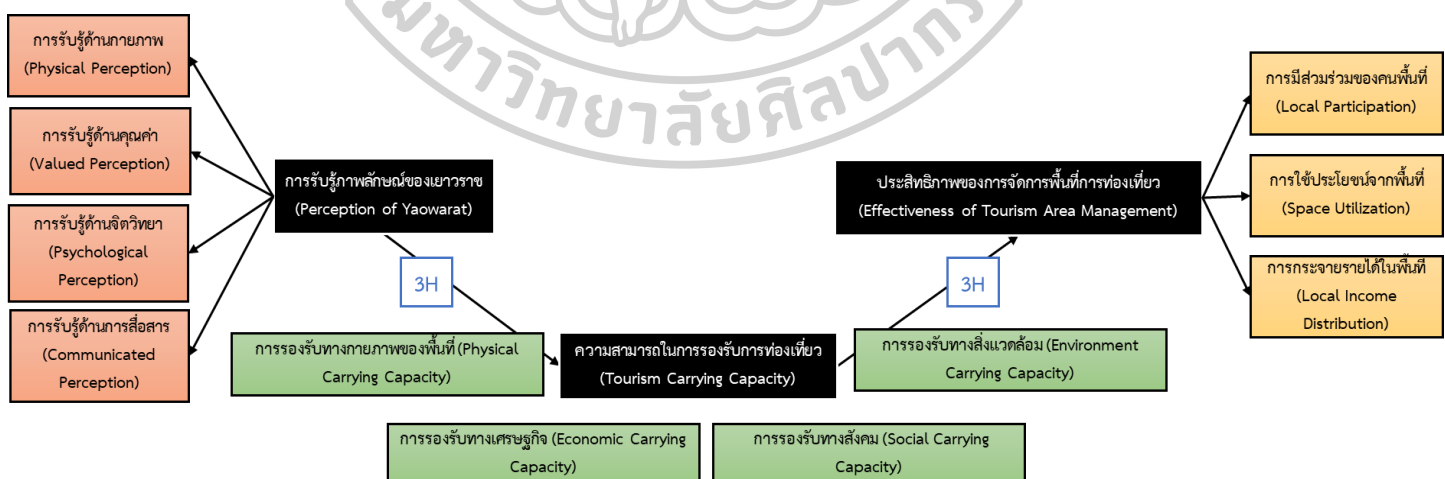 มหาวิทยาลัยศิลปากร
การรับรู้ด้านกายภาพ
(Physical Perception)
การรับรู้ด้านคุณค่า
(Valued Perception)
การรับรู้ด้านจิตวิทยา
(Psychological
Perception)
การรับรู้ด้านการสื่อสาร
(Communicated
Perception)
การรับรู้ภาพลักษณ์ของเยาวราช
(Perception of Yaowarat)
3H
การรองรับทางกายภาพของพื้นที่ (Physical
Carrying Capacity)
ความสามารถในการรองรับการท่องเที่ยว
(Tourism Carrying Capacity)
การรองรับทางเศรษฐกิจ (Economic Carrying
Capacity)
การรองรับทางสังคม (Social Carrying
Capacity)
3H
การรองรับทางสิ่งแวดล้อม (Environment
Carrying Capacity)
ประสิทธิภาพของการจัดการพื้นที่การท่องเที่ยว
(Effectiveness of Tourism Area Management)
การมีส่วมร่วมของคนพื้นที่
(Local Participation)
การใช้ประโยชน์จากพื้นที่
(Space Utilization)
การกระจายรายได้ในพื้นที่
(Local Income
Distribution)